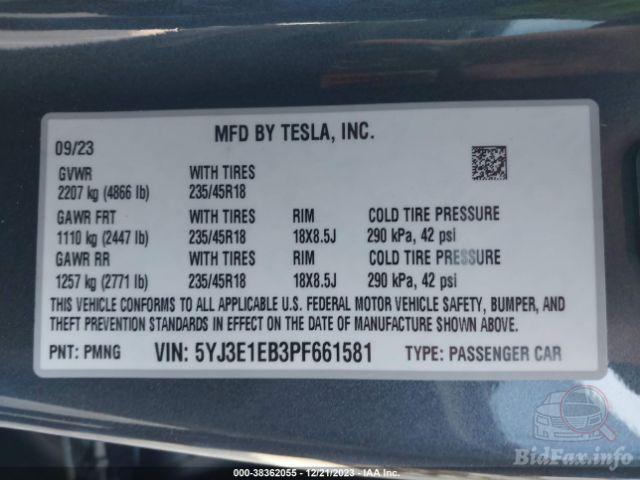 MFD BY TESLA, INC.
09/23
GVWR WITH TIRES
2207 kg (4866 lb) 235/45R18
GAWR FRT WITH TIRES RIM COLD TIRE PRESSURE
1110 kg (2447 lb) 235/45R18 18X8.5J 290 kPa, 42 psi
GAWR RR WITH TIRES RIM COLD TIRE PRESSURE
1257 kg (2771 lb) 235/45R18 18X8.5J 290 kPa, 42 psi
THIS VEHICLE CONFORMS TO ALL APPLICABLE U.S. FEDERAL MOTOR VEHICLE SAFETY, BUMPER, AND
THEFT PREVENTION STANDARDS IN EFFECT ON THE DATE OF MANUFACTURE SHOWN ABOVE.
PNT: PMNG VIN: 5YJ3E1EB3PF661581 TYPE: PASSENGER CAR
BidFax.info
000-38362055 - 12/21/2023 - IAA Inc.